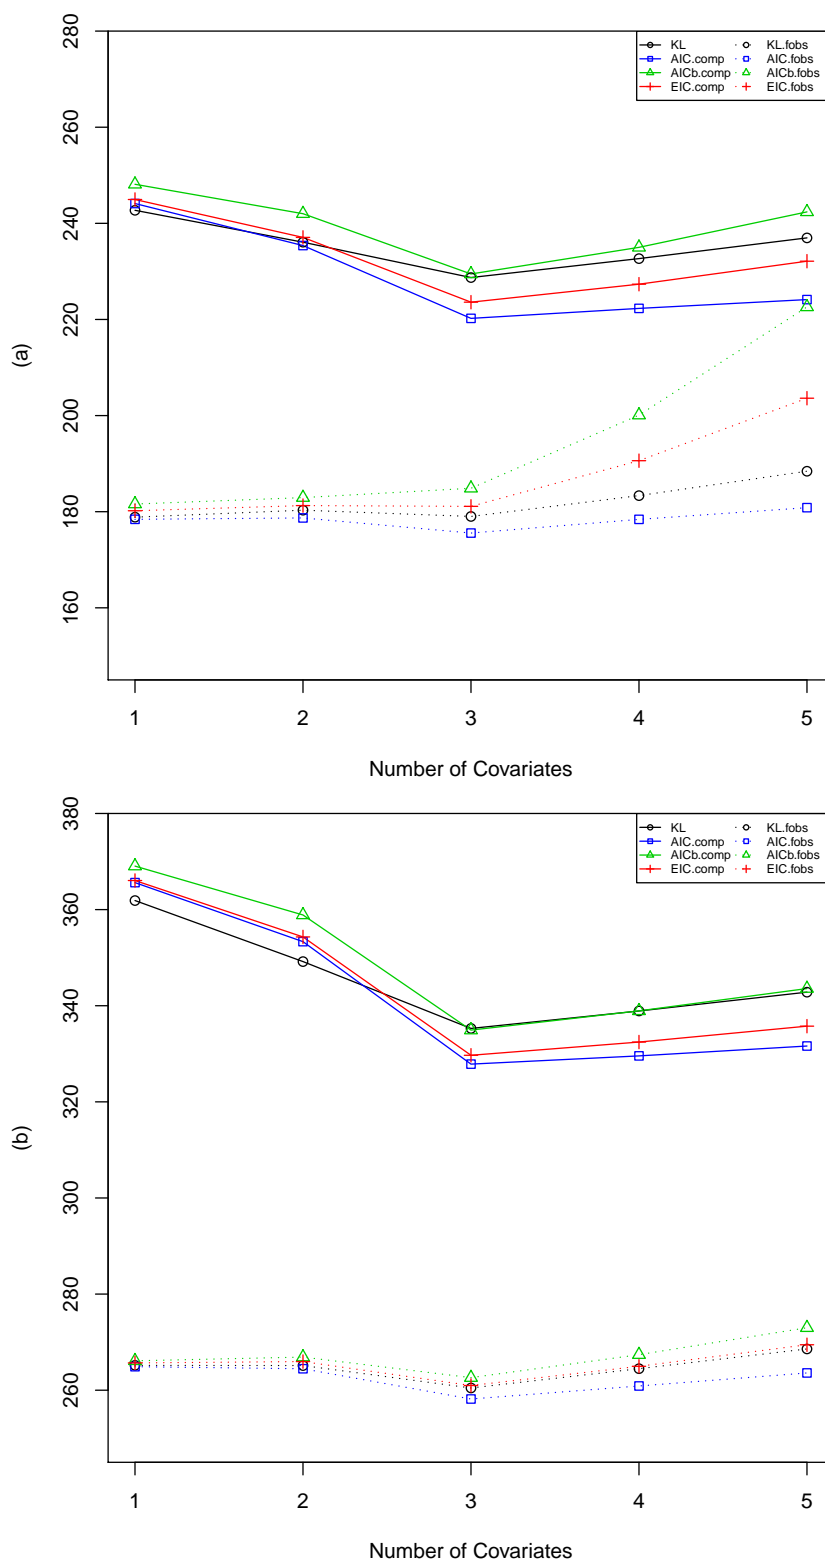 280
260
240
220
200
180
160
(a)
KL
AIC.comp
AICb.comp
EIC.comp
KL.fobs
AIC.fobs
AICb.fobs
EIC.fobs
1 2 3 4 5
Number of Covariates
380
360
340
320
300
280
260
(b)
KL
AIC.comp
AICb.comp
EIC.comp
KL.fobs
AIC.fobs
AICb.fobs
EIC.fobs
1 2 3 4 5
Number of Covariates